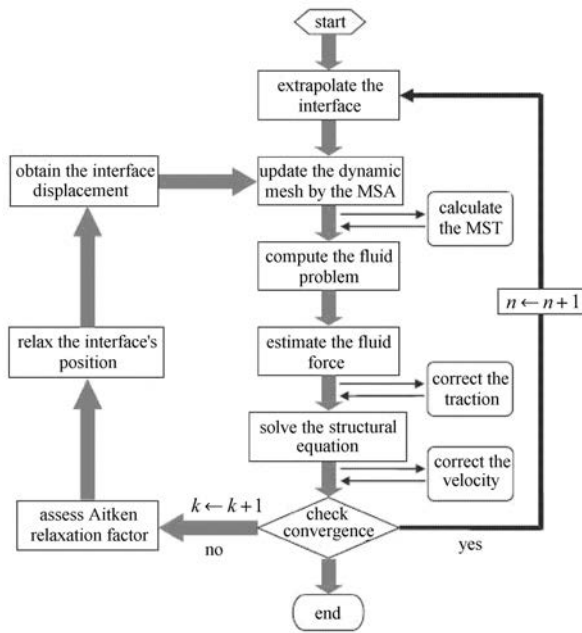 start
extrapolate the
interface
obtain the interface
displacement
update the dynamic
mesh by the MSA
calculate
the MST
compute the fluid
problem
n ← n + 1
relax the interface's
position
estimate the fluid
force
correct the
traction
solve the structural
equation
correct the
velocity
k ← k + 1
assess Aitken
relaxation factor
check
convergence
no
yes
end